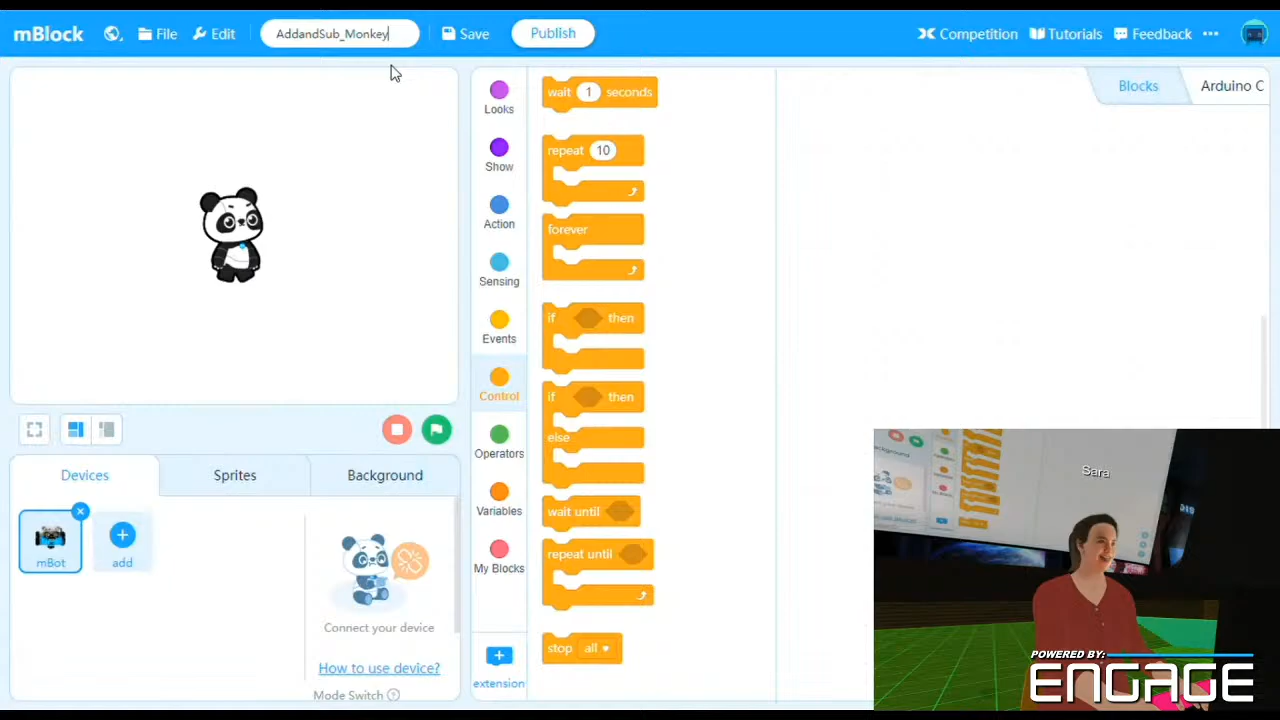 mBlock
File
Edit
AddandSub_Monkey
Save
Publish
Competition
Tutorials
Feedback
Looks
Show
Action
Sensing
Events
Control
Operators
Variables
My Blocks
extension
wait 1 seconds
repeat 10
forever
if then
if then
else
wait until
repeat until
stop all
Blocks
Arduino C
Devices
Sprites
Background
mBot
add
Connect your device
How to use device?
Mode Switch
Sara
POWERED BY:
ENGAGE